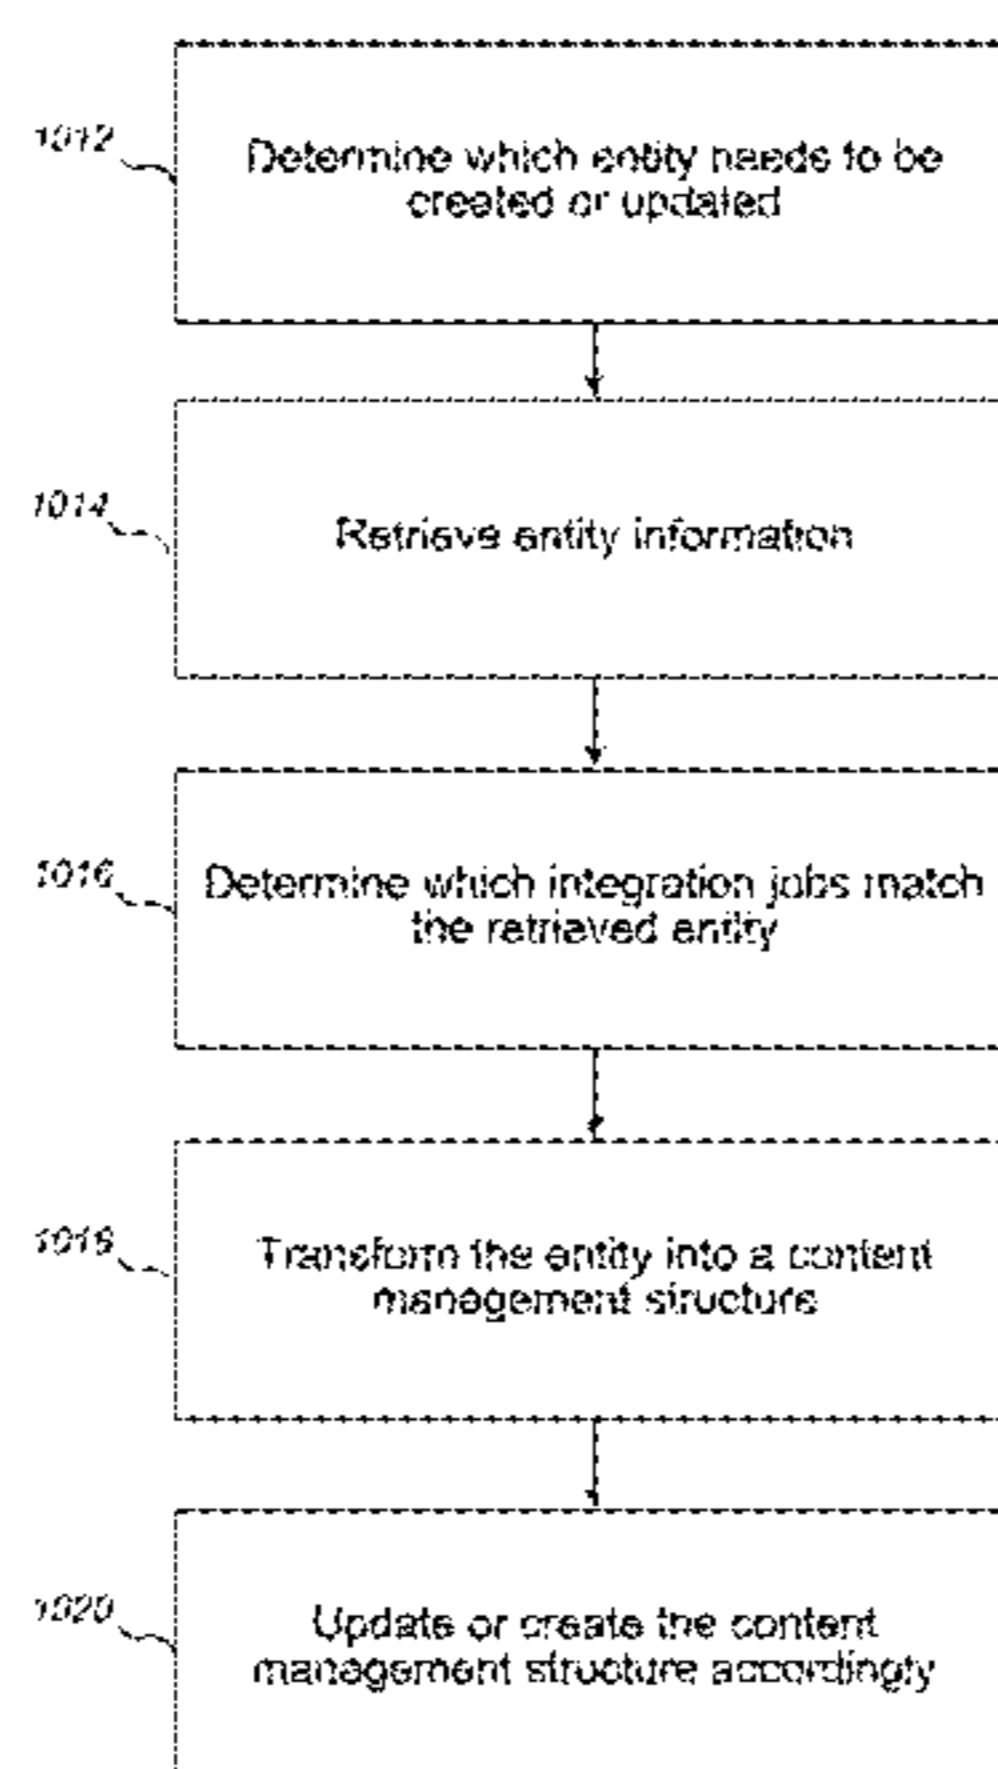 1012
Determine which entity needs to be
created or updated
1014
Retrieve entity information
1016
Determine which integration jobs match
the retrieved entity
1018
Transform the entity into a content
management structure
1020
Update or create the content
management structure accordingly